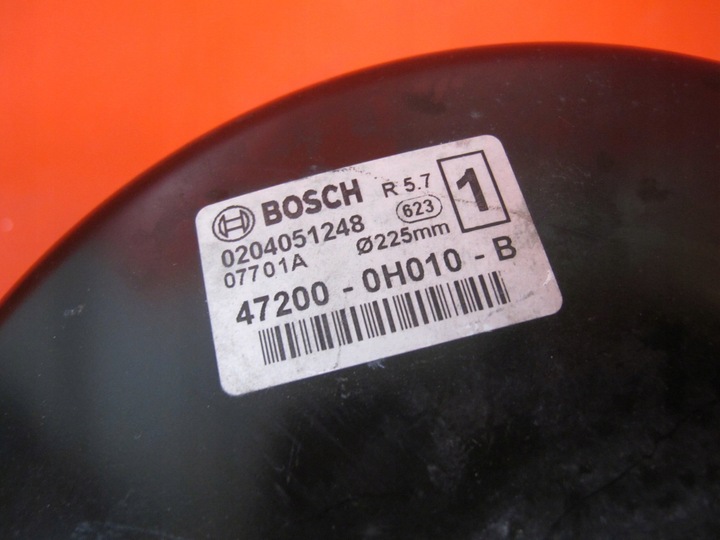 BOSCH R 5.7 1
0204051248 623
07701A Ø225mm
47200 - 0H010 - B